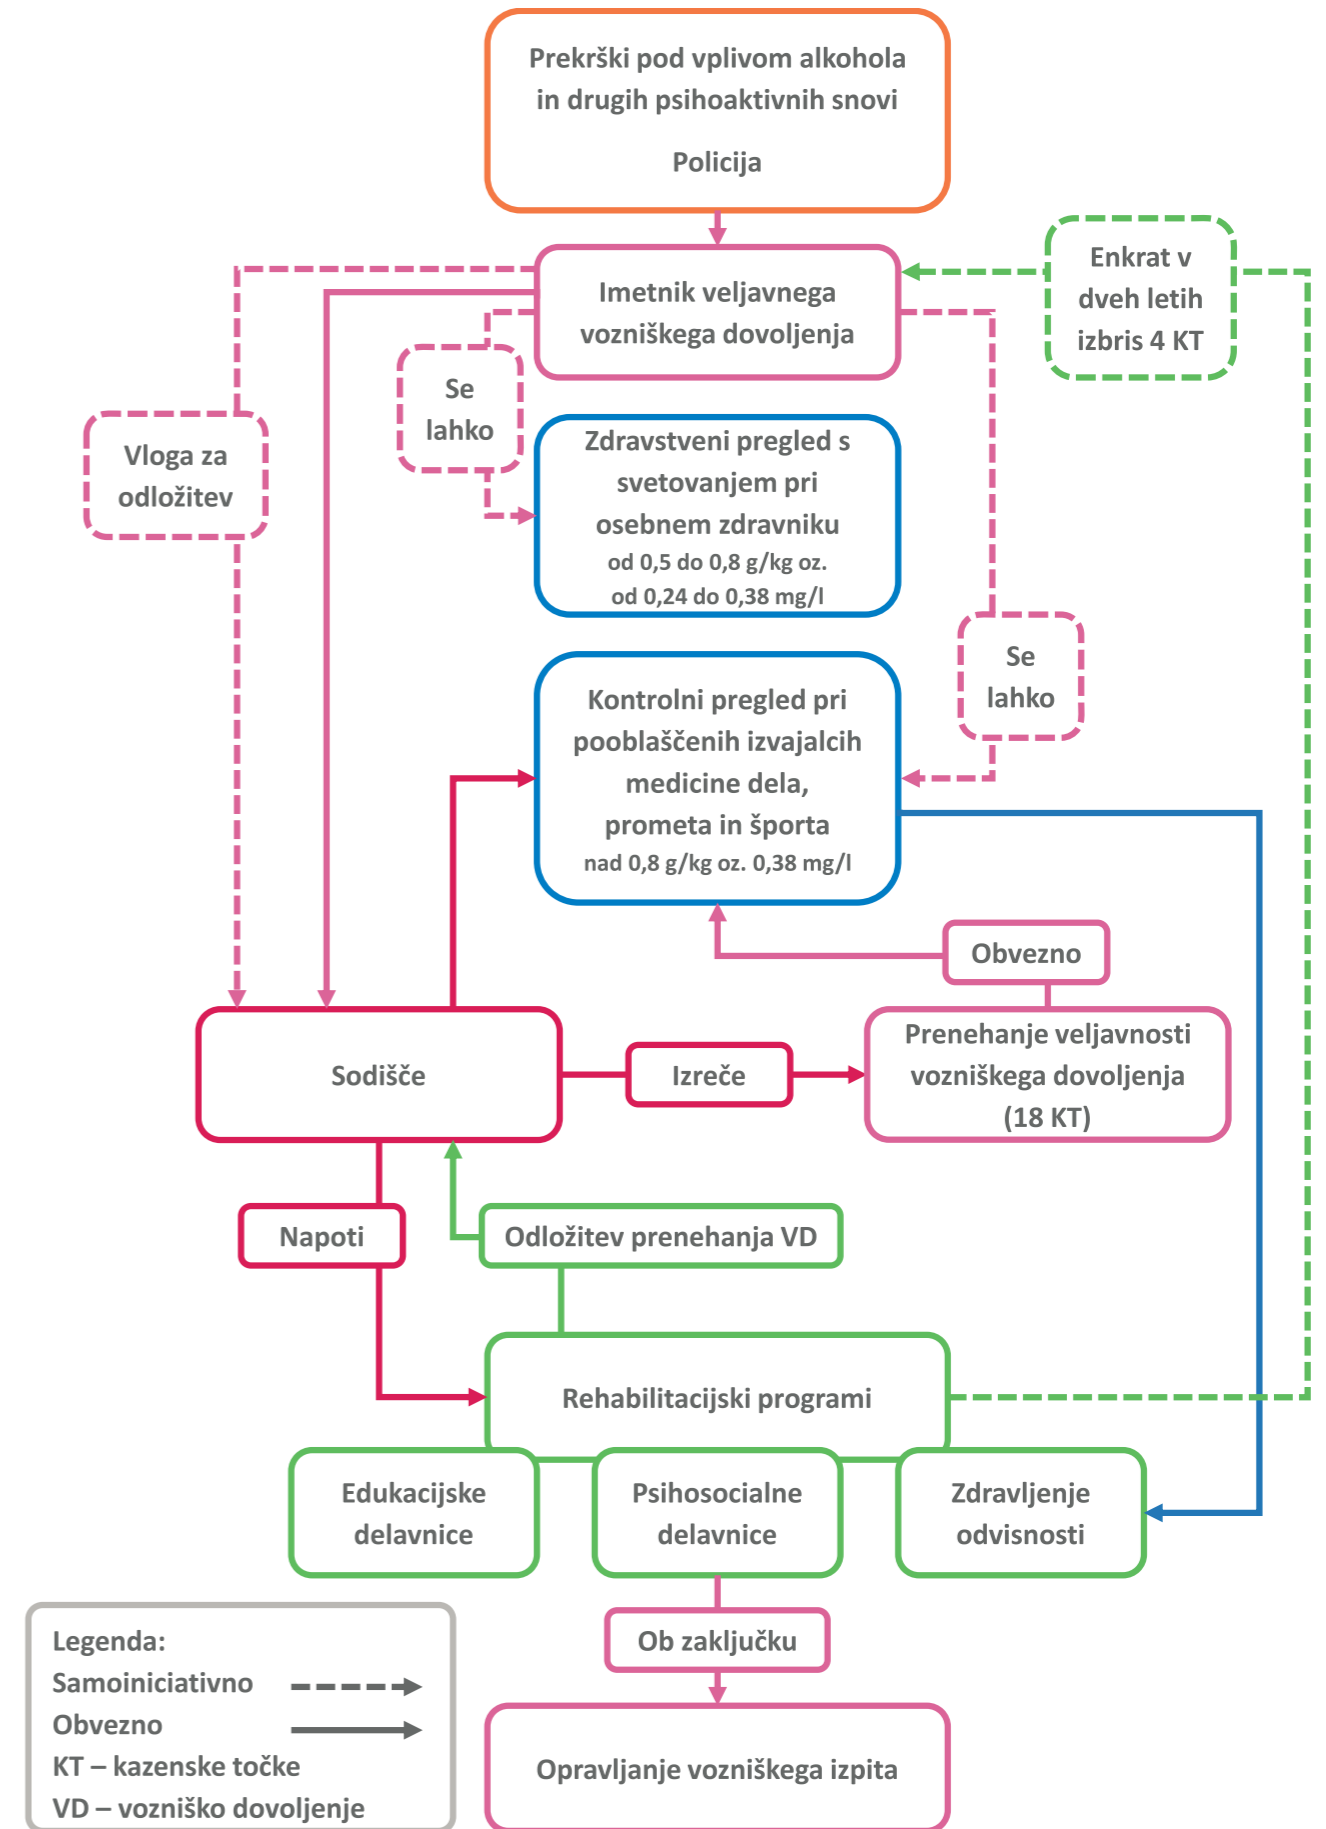 Prekrški pod vplivom alkohola
in drugih psihoaktivnih snovi
Policija
Imetnik veljavnega
vozniškega dovoljenja
Enkrat v
dveh letih
izbris 4 KT
Se
lahko
Vloga za
odložitev
Zdravstveni pregled s
svetovanjem pri
osebnem zdravniku
od 0,5 do 0,8 g/kg oz.
od 0,24 do 0,38 mg/l
Se
lahko
Kontrolni pregled pri
pooblaščenih izvajalcih
medicine dela,
prometa in športa
nad 0,8 g/kg oz. 0,38 mg/l
Obvezno
Sodišče
Izreče
Prenehanje veljavnosti
vozniškega dovoljenja
(18 KT)
Napoti
Odložitev prenehanja VD
Rehabilitacijski programi
Edukacijske
delavnice
Psihosocialne
delavnice
Zdravljenje
odvisnosti
Ob zaključku
Opravljanje vozniškega izpita
Legenda:
Samoiniciativno
Obvezno
KT – kazenske točke
VD – vozniško dovoljenje